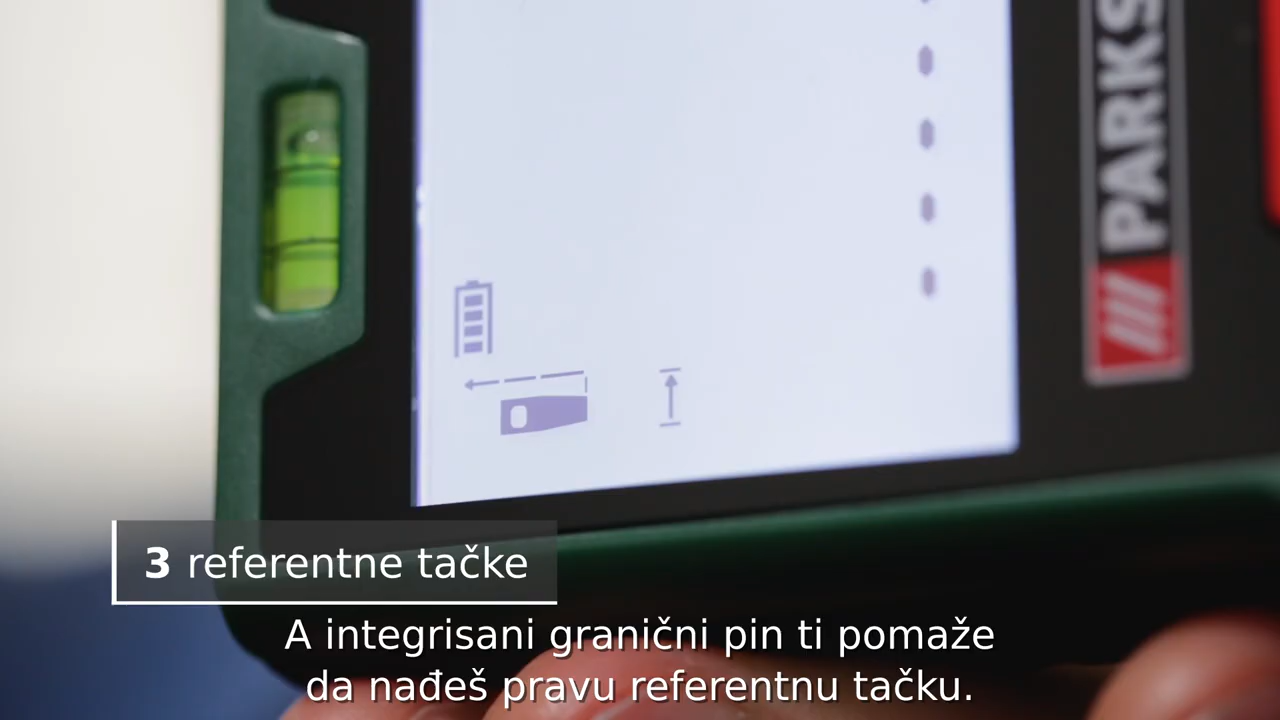 /// PARKS
3 referentne tačke
A integrisani granični pin ti pomaže
da nađeš pravu referentnu tačku.